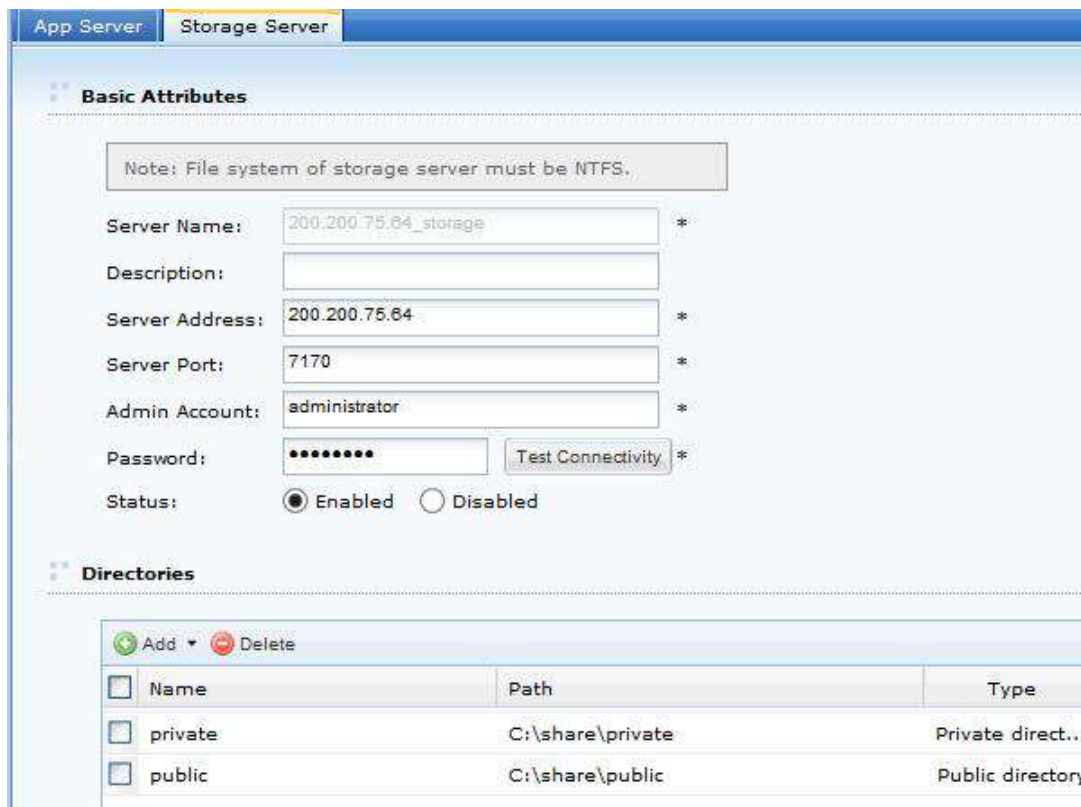 App Server Storage Server
Basic Attributes
Note: File system of storage server must be NTFS.
Server Name: 200.200.75.64_storage *
Description:
Server Address: 200.200.75.64 *
Server Port: 7170 *
Admin Account: administrator *
Password: •••••••• Test Connectivity *
Status: Enabled Disabled
Directories
Add Delete
Name Path Type
private C:\share\private Private direct...
public C:\share\public Public directory